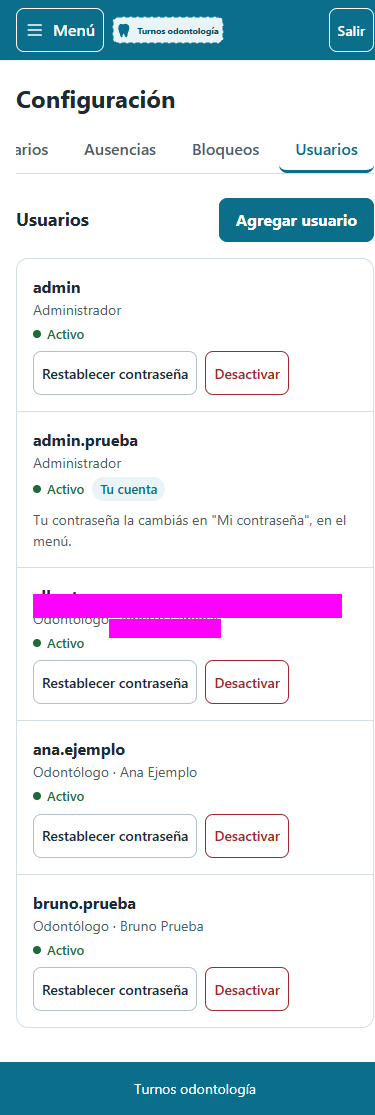 Menú
Turnos odontología
Salir
Configuración
arios
Ausencias
Bloqueos
Usuarios
Usuarios
Agregar usuario
admin
Administrador
Activo
Restablecer contraseña
Desactivar
admin.prueba
Administrador
Activo
Tu cuenta
Tu contraseña la cambiás en "Mi contraseña", en el
menú.
Odontólogo
Activo
Restablecer contraseña
Desactivar
ana.ejemplo
Odontólogo · Ana Ejemplo
Activo
Restablecer contraseña
Desactivar
bruno.prueba
Odontólogo · Bruno Prueba
Activo
Restablecer contraseña
Desactivar
Turnos odontología